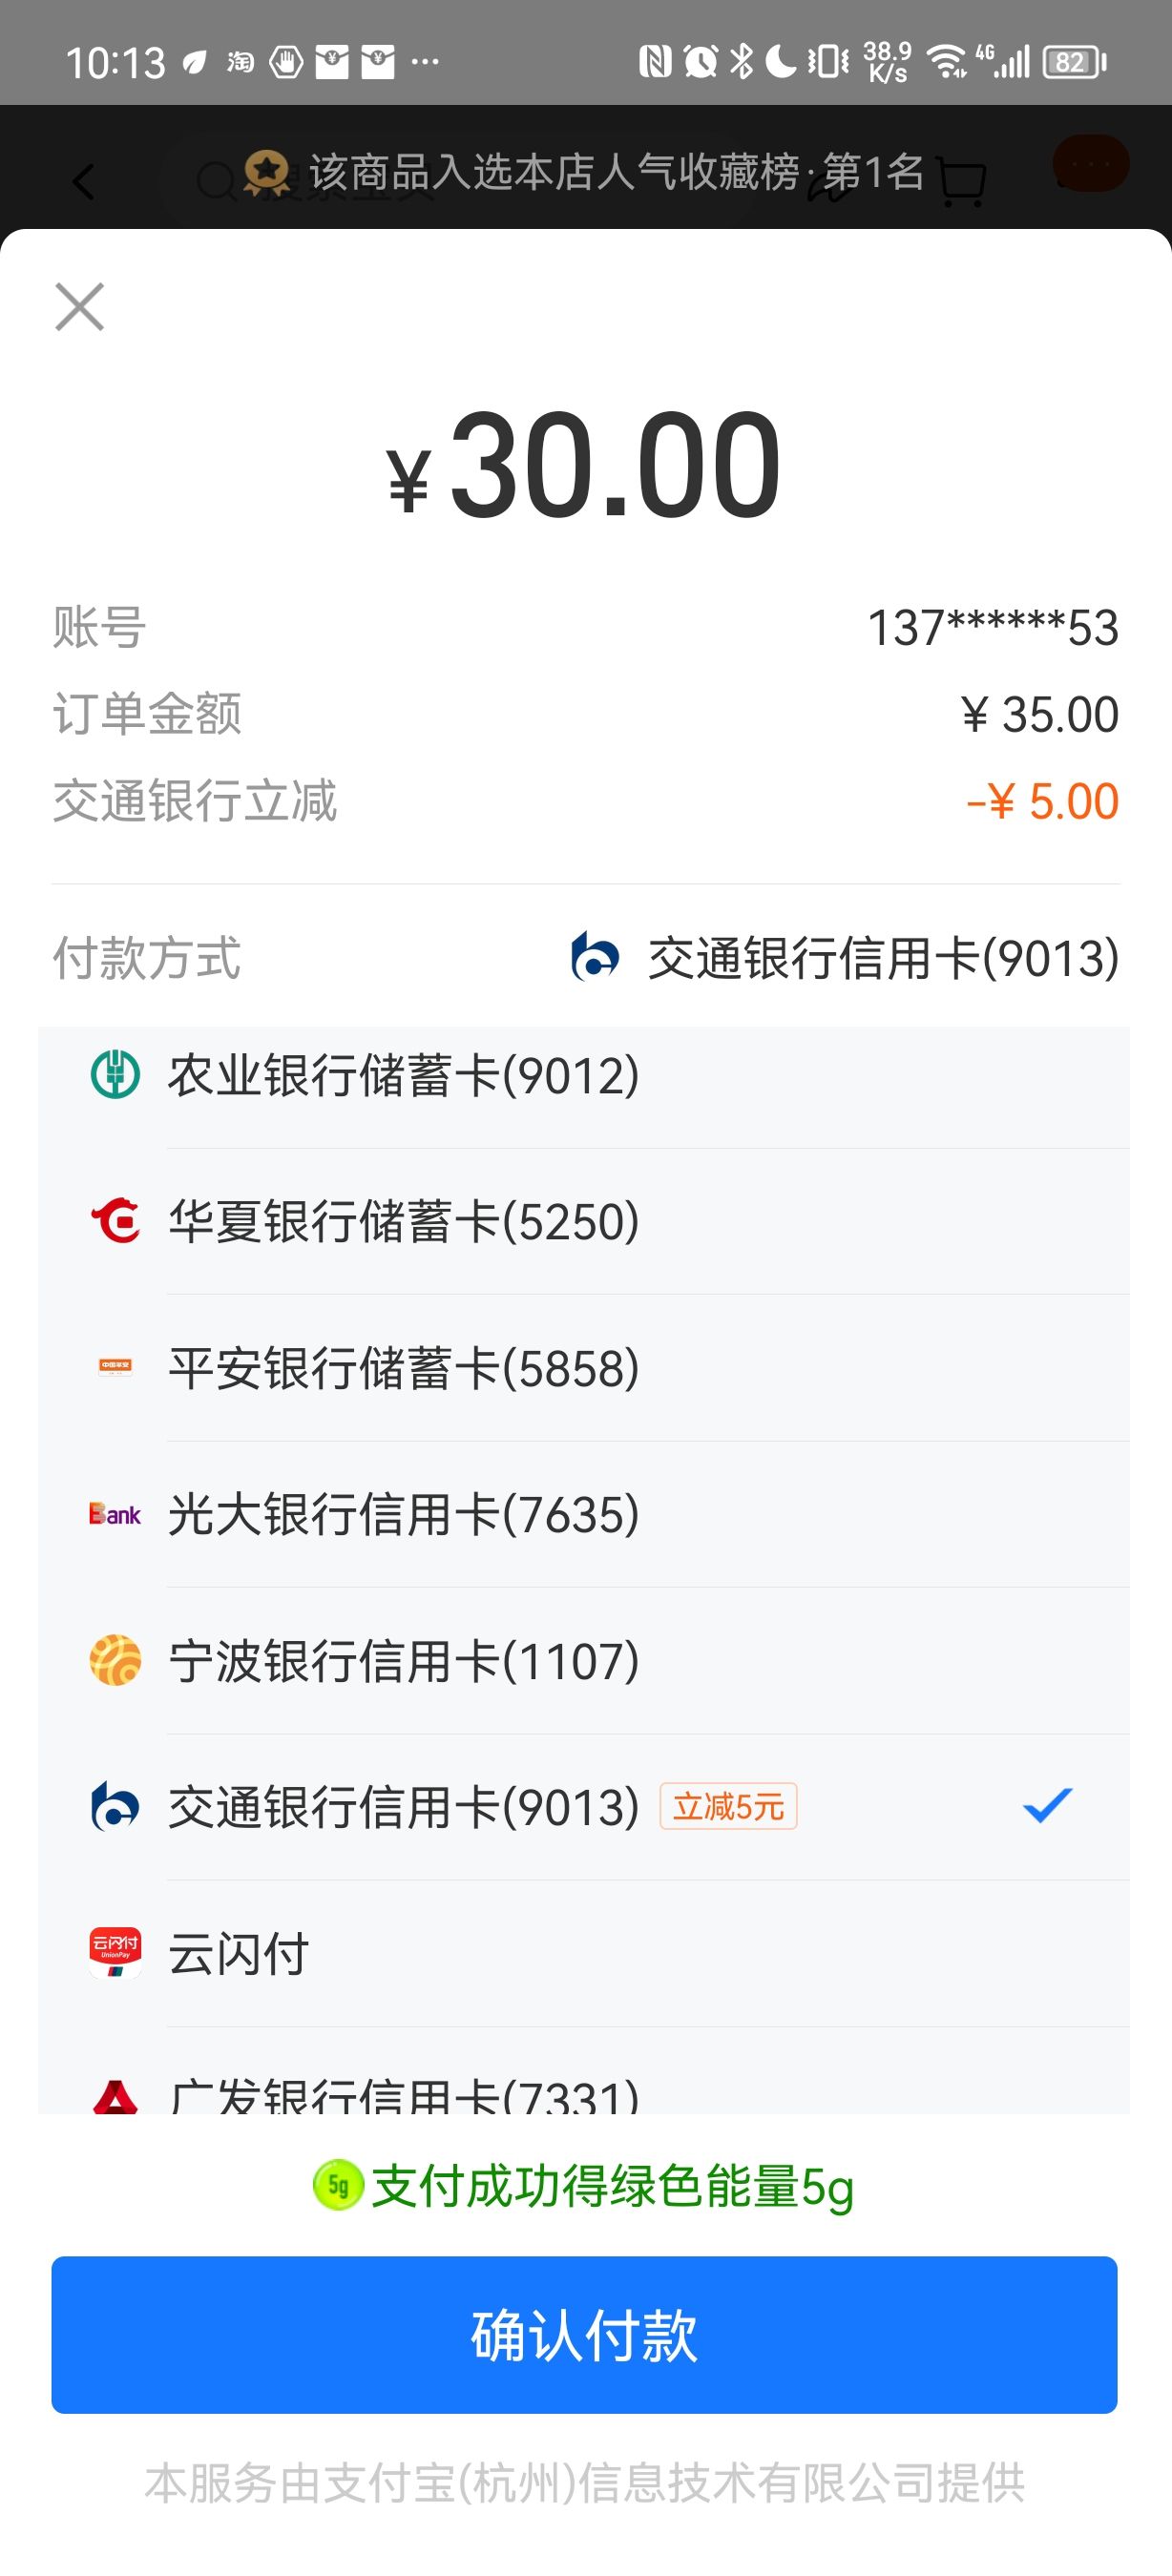 10:13 淘 ... 38.9 K/s 4G 82
该商品入选本店人气收藏榜·第1名
¥30.00
账号 137******53
订单金额 ¥ 35.00
交通银行立减 -¥ 5.00
付款方式 交通银行信用卡(9013)
农业银行储蓄卡(9012)
华夏银行储蓄卡(5250)
中国平安 平安银行储蓄卡(5858)
Bank 光大银行信用卡(7635)
宁波银行信用卡(1107)
交通银行信用卡(9013) 立减5元
云闪付 UnionPay 云闪付
广发银行信用卡(7331)
5g 支付成功得绿色能量5g
确认付款
本服务由支付宝(杭州)信息技术有限公司提供